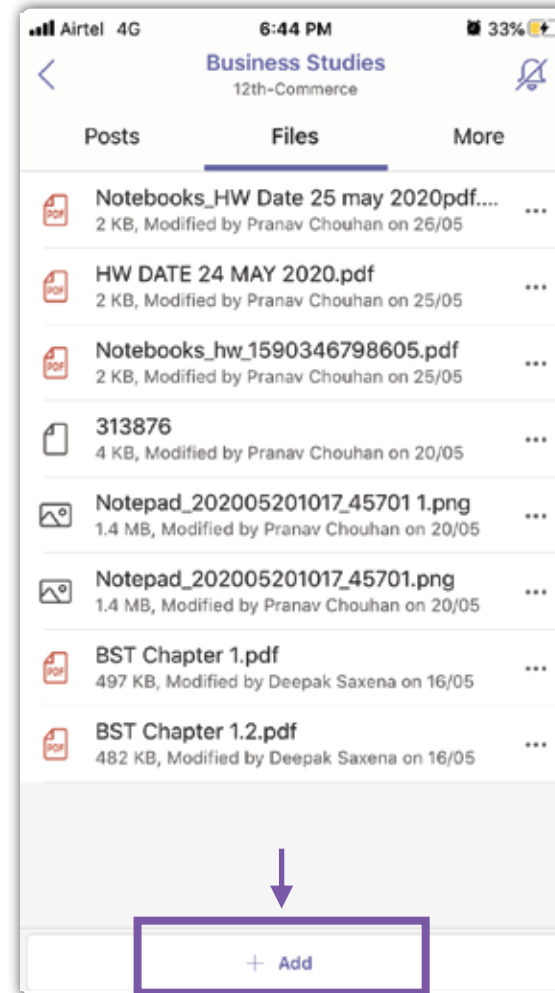 Airtel 4G 6:44 PM 33%
Business Studies
12th-Commerce
Posts Files More
Notebooks_HW Date 25 may 2020pdf....
2 KB, Modified by Pranav Chouhan on 26/05
HW DATE 24 MAY 2020.pdf
2 KB, Modified by Pranav Chouhan on 25/05
Notebooks_hw_1590346798605.pdf
2 KB, Modified by Pranav Chouhan on 25/05
313876
4 KB, Modified by Pranav Chouhan on 20/05
Notepad_202005201017_45701 1.png
1.4 MB, Modified by Pranav Chouhan on 20/05
Notepad_202005201017_45701.png
1.4 MB, Modified by Pranav Chouhan on 20/05
PDF BST Chapter 1.pdf
497 KB, Modified by Deepak Saxena on 16/05
PDF BST Chapter 1.2.pdf
482 KB, Modified by Deepak Saxena on 16/05
+ Add